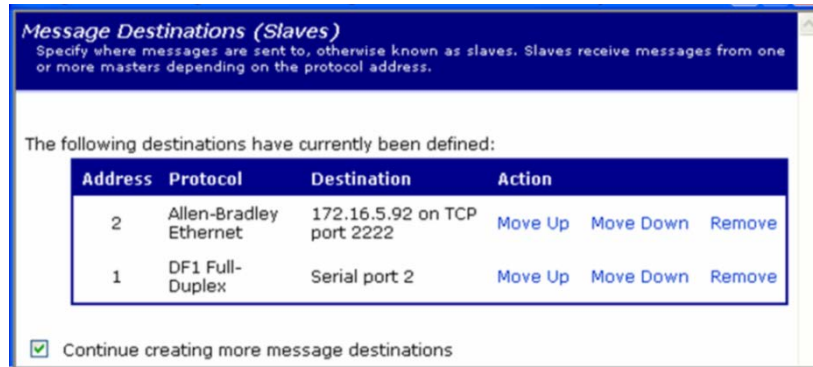 Message Destinations (Slaves)
Specify where messages are sent to, otherwise known as slaves. Slaves receive messages from one
or more masters depending on the protocol address.
The following destinations have currently been defined:
Address Protocol Destination Action
2 Allen-Bradley Ethernet 172.16.5.92 on TCP port 2222 Move Up Move Down Remove
1 DF1 Full-Duplex Serial port 2 Move Up Move Down Remove
Continue creating more message destinations